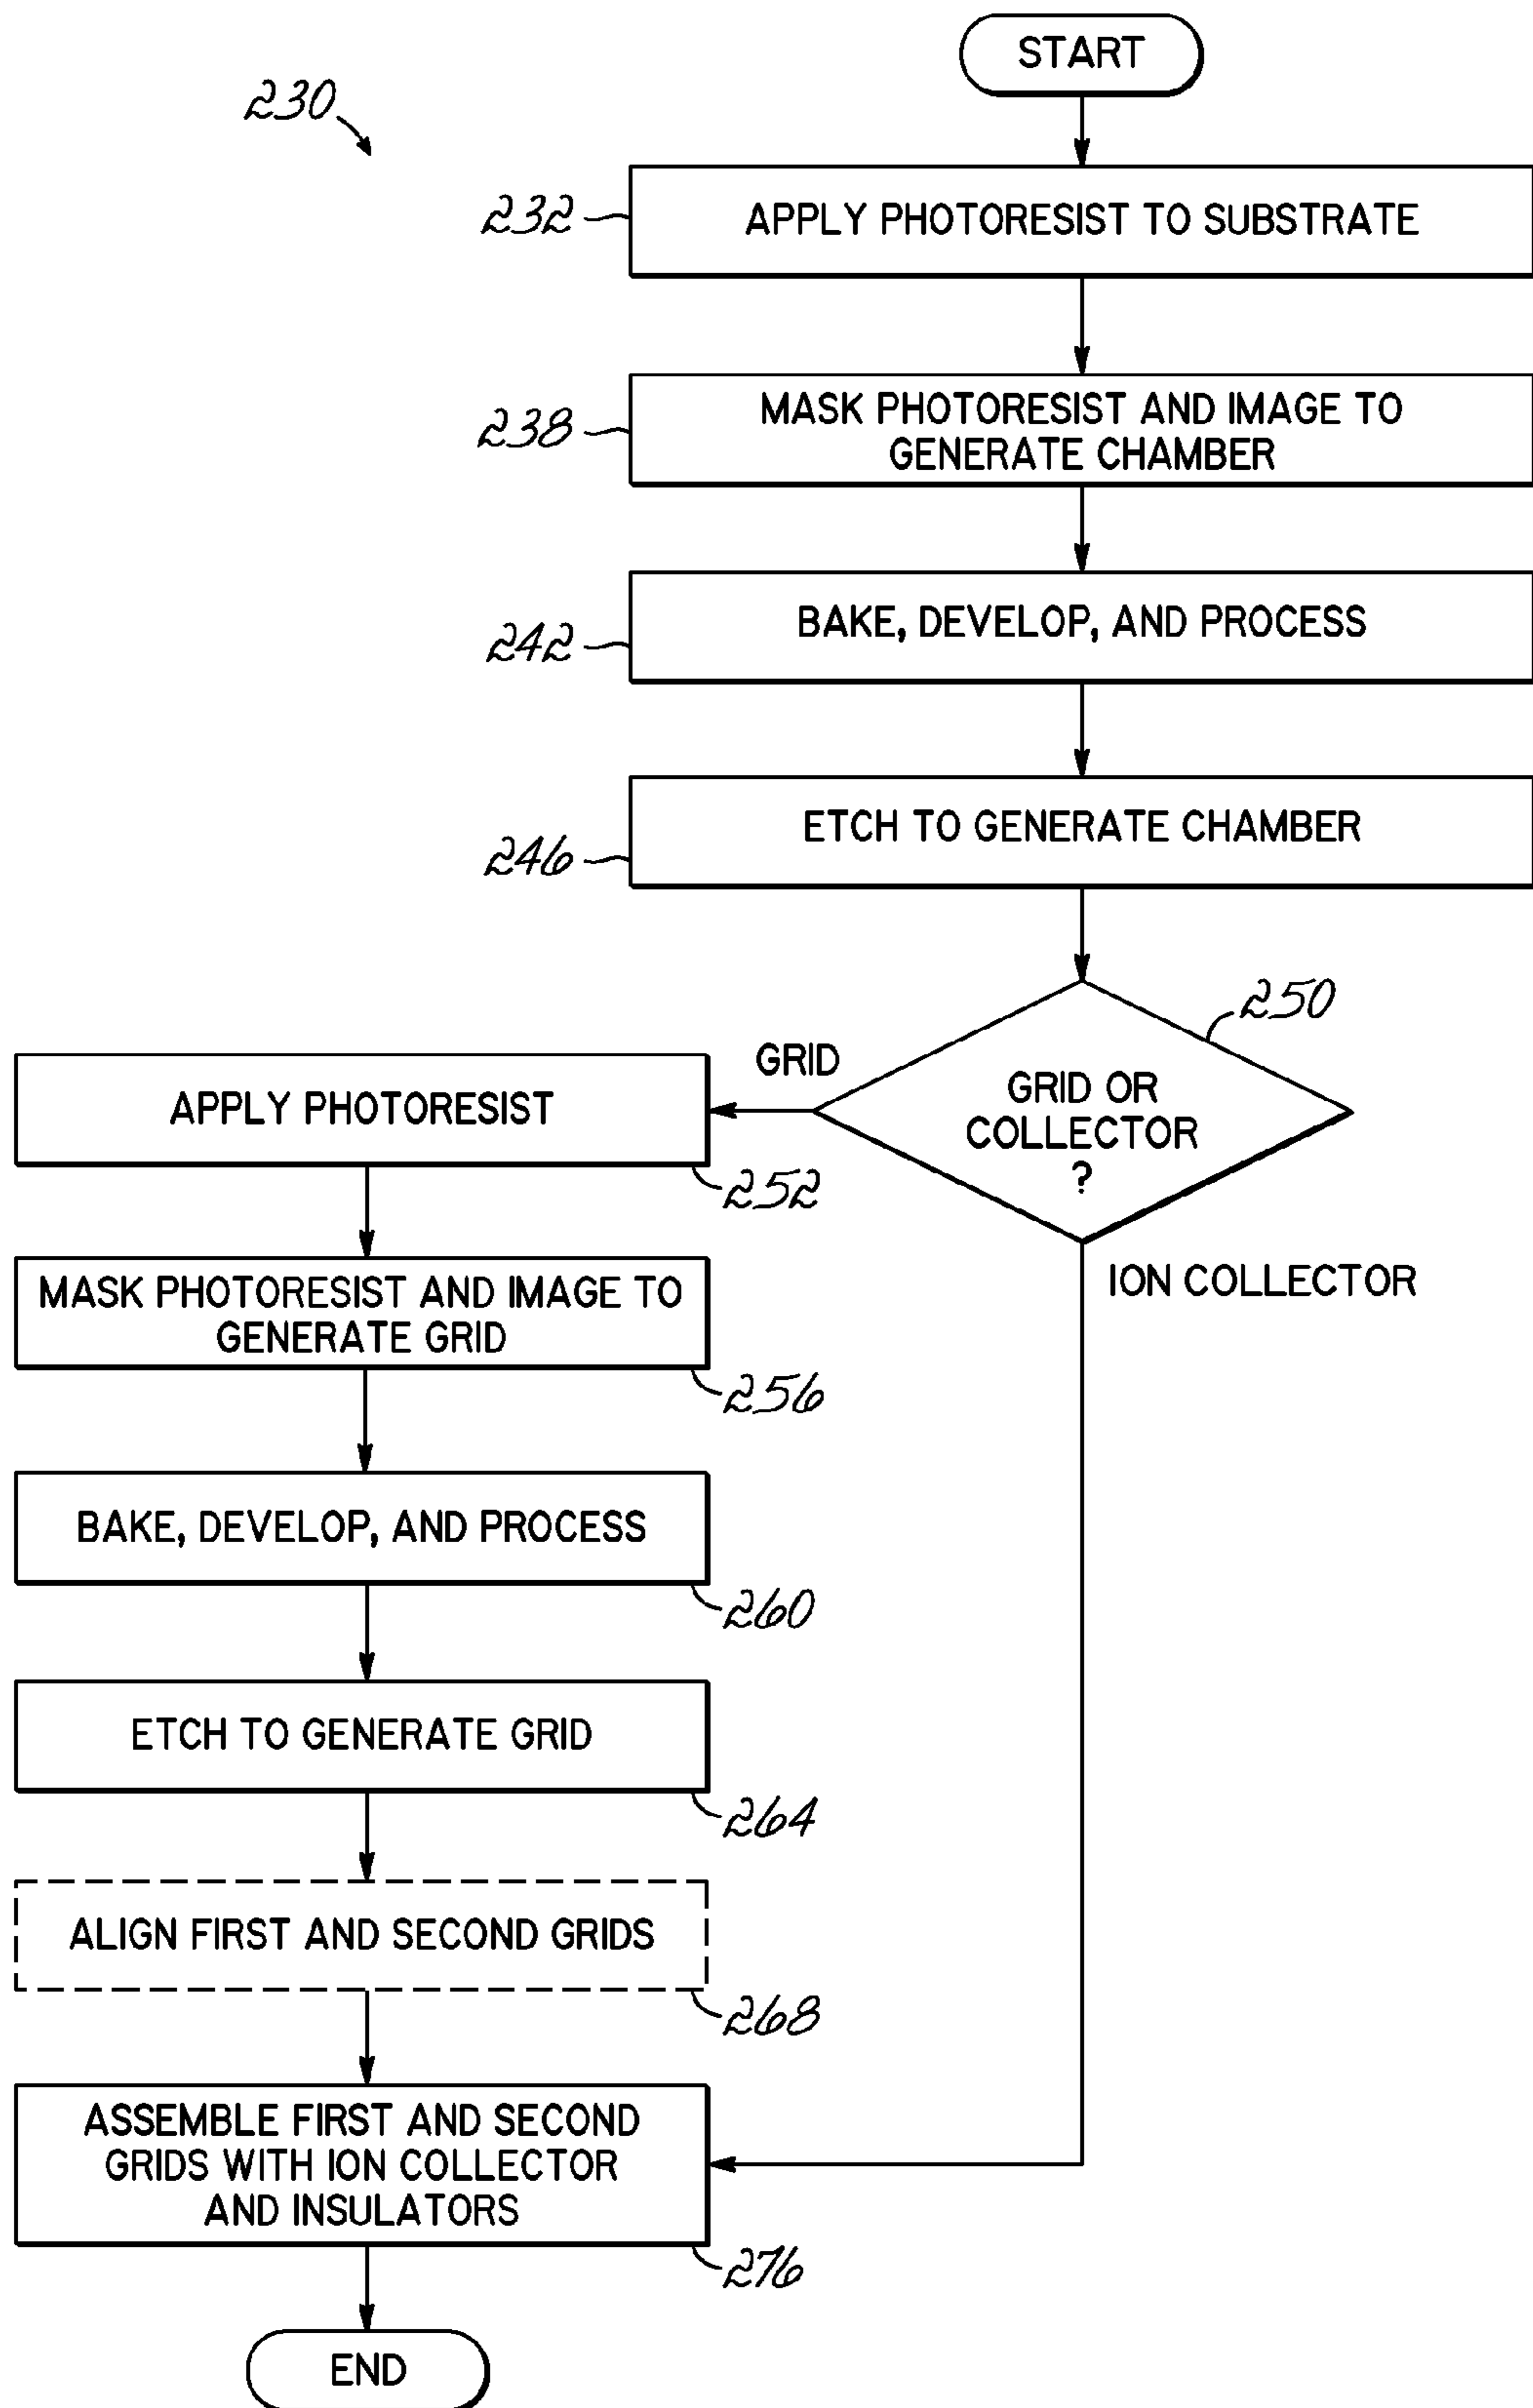 START
230
232
APPLY PHOTORESIST TO SUBSTRATE
238
MASK PHOTORESIST AND IMAGE TO
GENERATE CHAMBER
242
BAKE, DEVELOP, AND PROCESS
246
ETCH TO GENERATE CHAMBER
250
GRID OR
COLLECTOR
?
GRID
ION COLLECTOR
APPLY PHOTORESIST
252
MASK PHOTORESIST AND IMAGE TO
GENERATE GRID
256
BAKE, DEVELOP, AND PROCESS
260
ETCH TO GENERATE GRID
264
ALIGN FIRST AND SECOND GRIDS
268
ASSEMBLE FIRST AND SECOND
GRIDS WITH ION COLLECTOR
AND INSULATORS
276
END